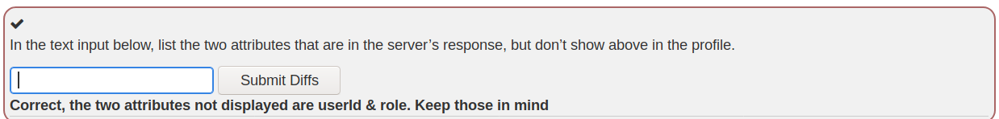 In the text input below, list the two attributes that are in the server’s response, but don’t show above in the profile.
Submit Diffs
Correct, the two attributes not displayed are userId & role. Keep those in mind